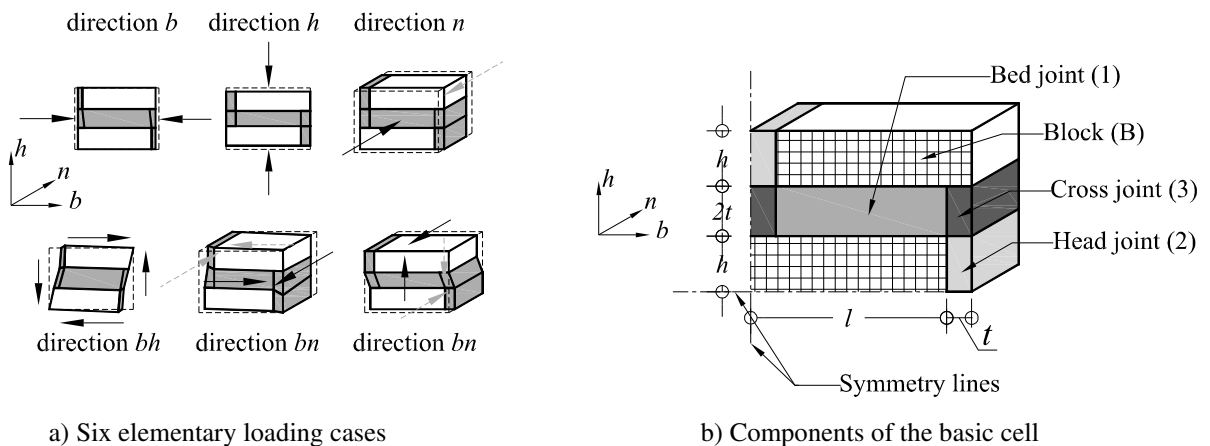 direction b direction h direction n
h
n
b
direction bh direction bn direction bn
a) Six elementary loading cases
Bed joint (1)
Block (B)
Cross joint (3)
Head joint (2)
h
2t
h
h
n
b
l
t
Symmetry lines
b) Components of the basic cell